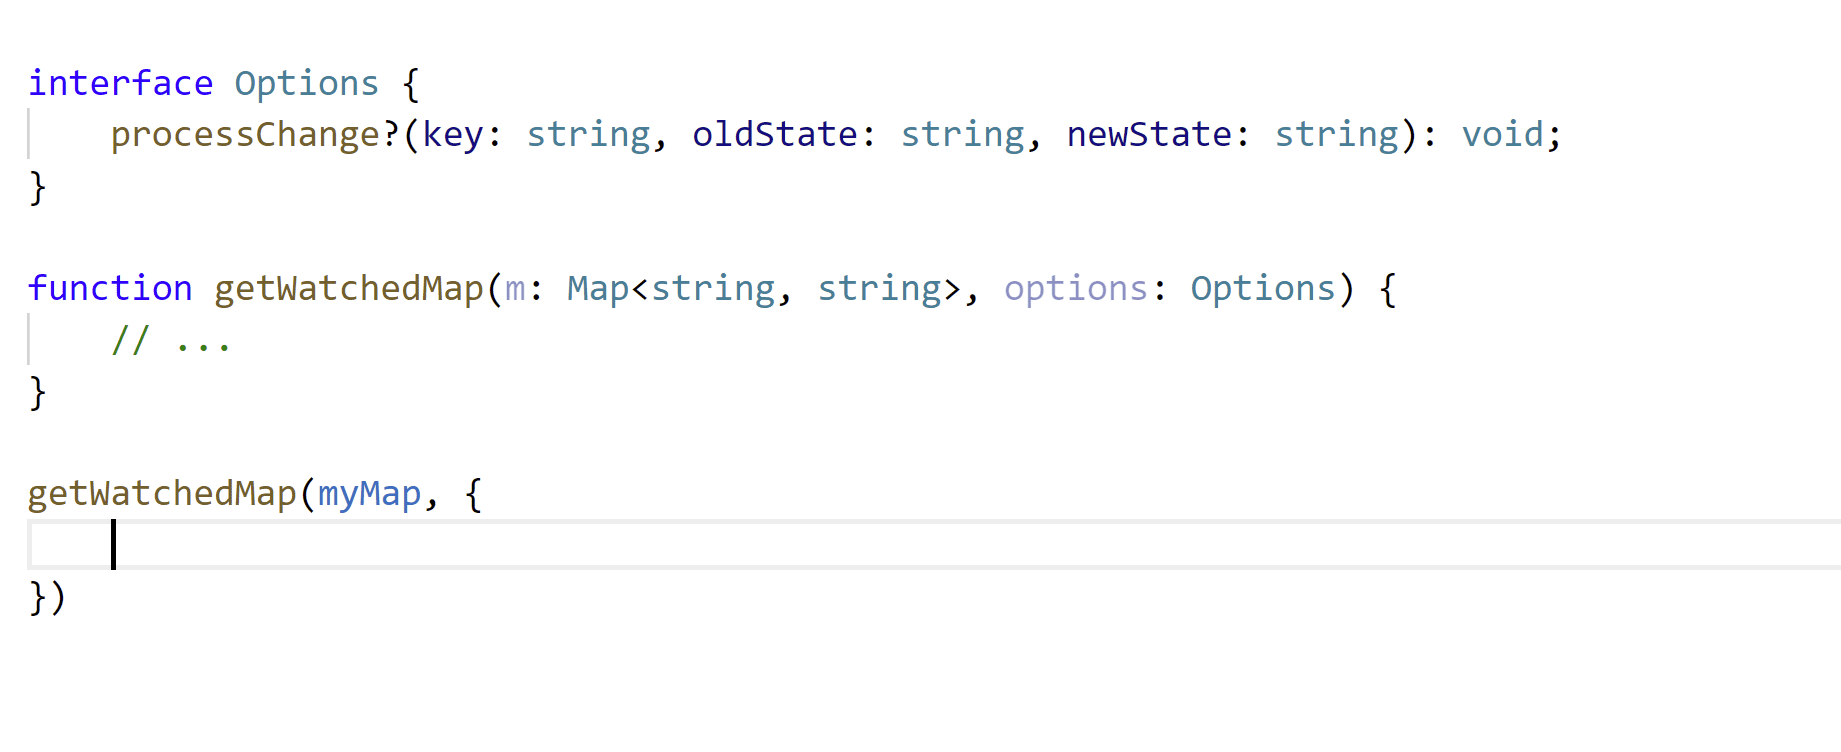 interface Options {
    processChange?(key: string, oldState: string, newState: string): void;
}
function getWatchedMap(m: Map<string, string>, options: Options) {
    // ...
}
getWatchedMap(myMap, {
})